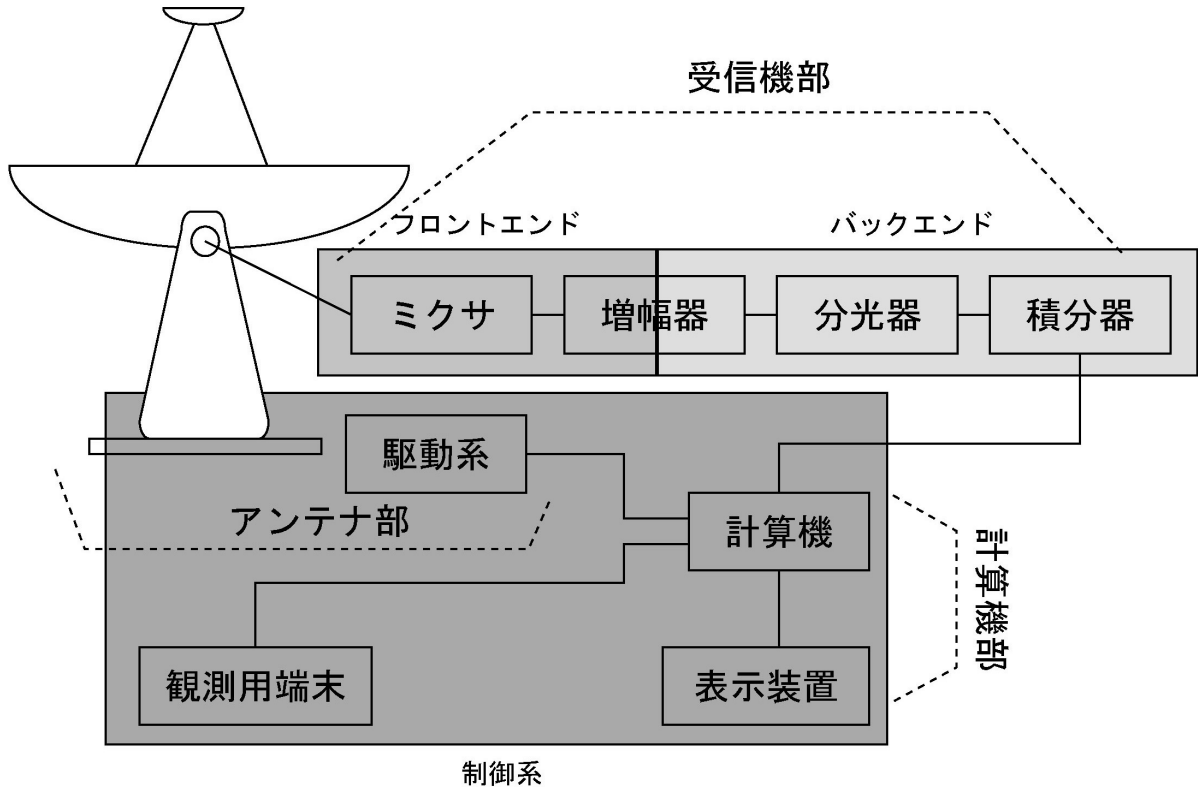 受信機部
フロントエンド
バックエンド
ミクサ
増幅器
分光器
積分器
駆動系
アンテナ部
計算機
計算機部
観測用端末
表示装置
制御系